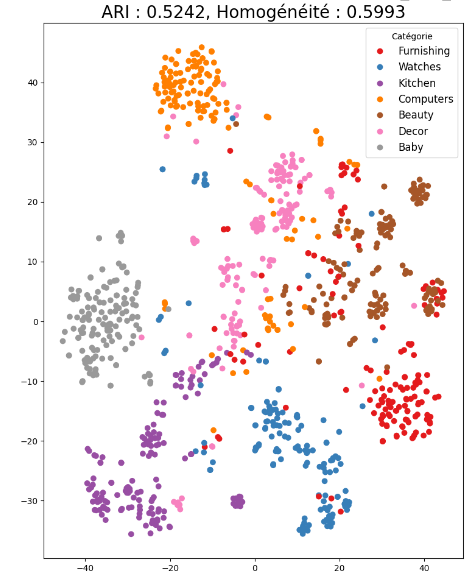 ARI : 0.5242, Homogénéité : 0.5993
Catégorie
Furnishing
Watches
Kitchen
Computers
Beauty
Decor
Baby
40
30
20
10
0
−10
−20
−30
−40
−20
0
20
40